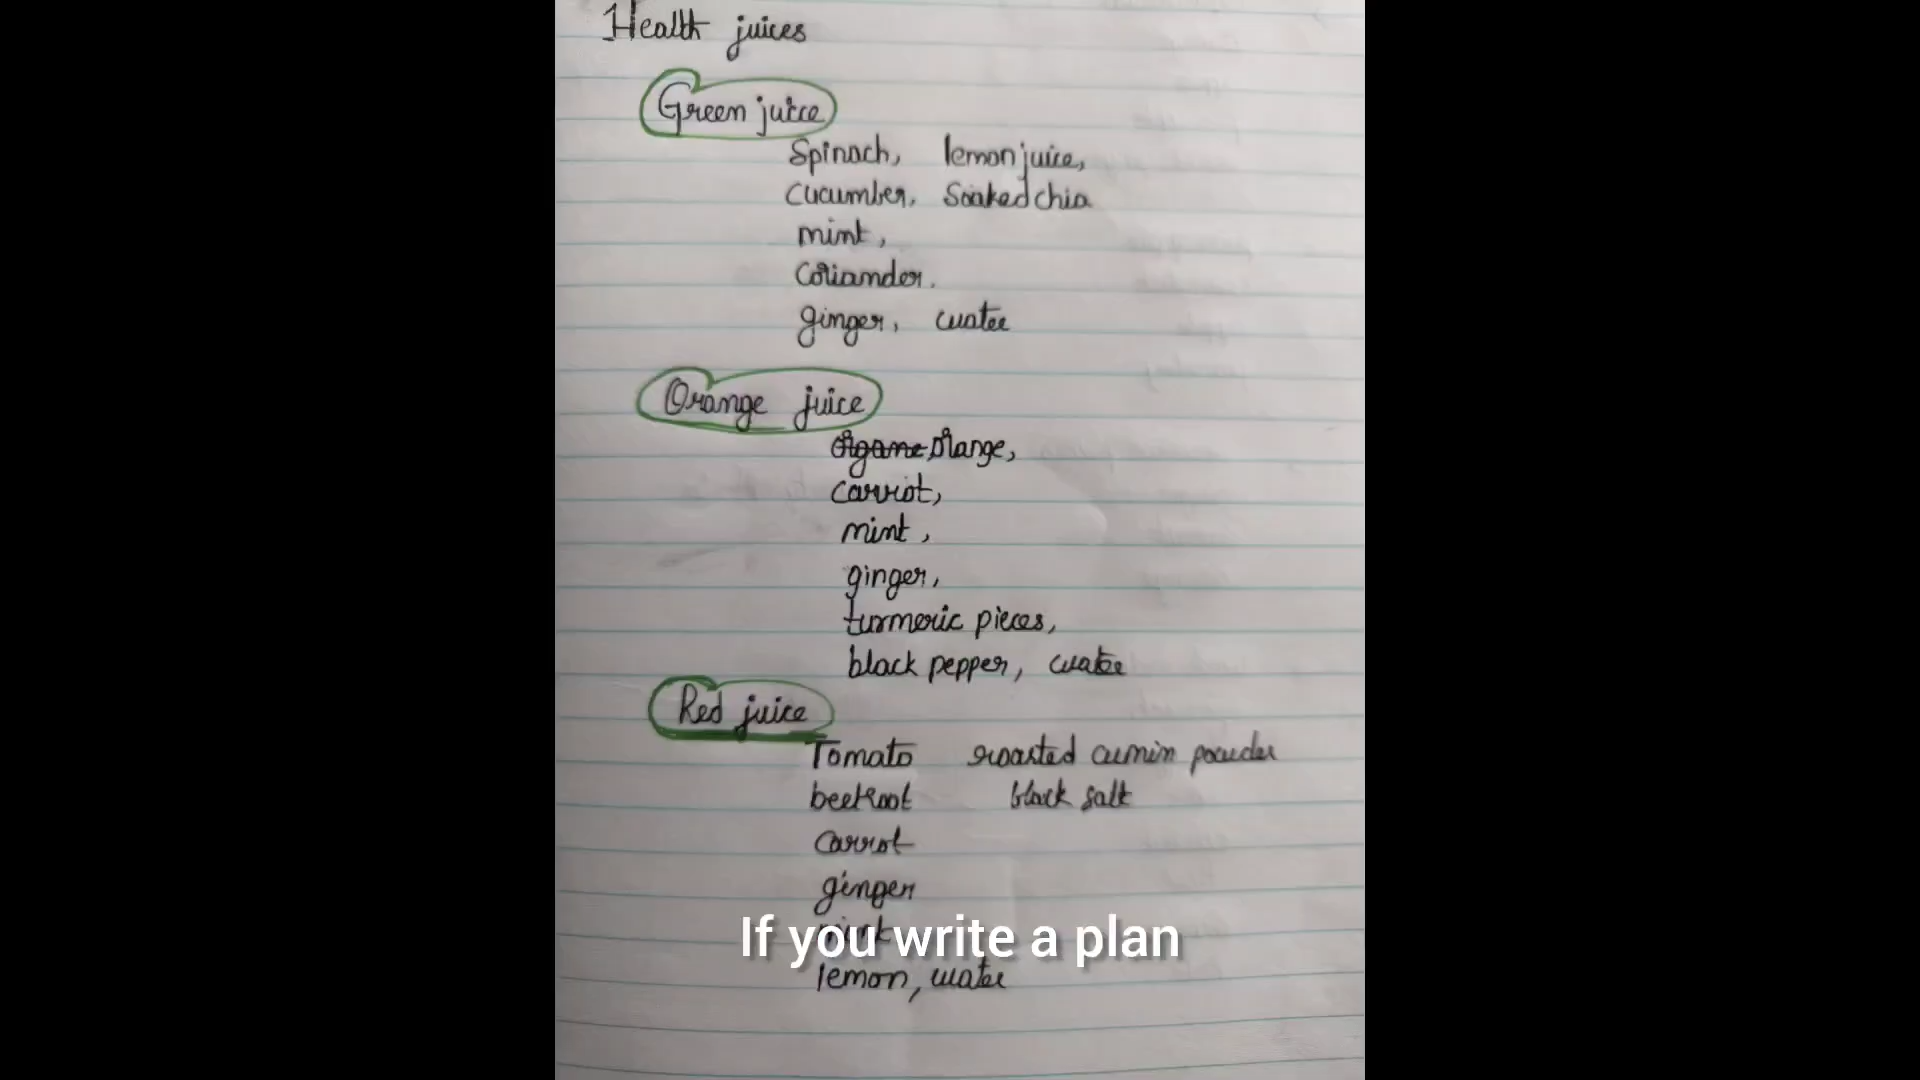 Health juices
Green juice
Spinach, lemon juice,
Cucumber, Soaked chia
mint,
Coriander.
ginger, water
Orange juice
Orange,
Carrot,
mint,
ginger,
turmeric pieces,
black pepper, water
Red juice
Tomato roasted cumin powder
beetroot black salt
Carrot
ginger
If you write a plan
lemon, water